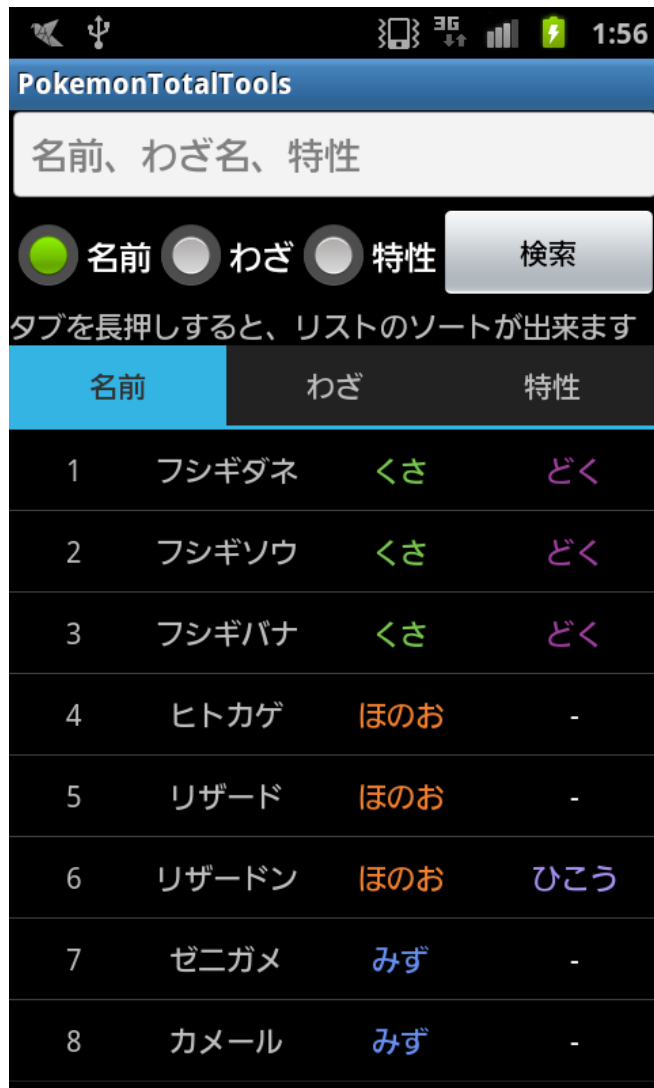 3G 1:56
PokemonTotalTools
名前、わざ名、特性
名前 わざ 特性 検索
タブを長押しすると、リストのソートが出来ます
名前 わざ 特性
1 フシギダネ くさ どく
2 フシギソウ くさ どく
3 フシギバナ くさ どく
4 ヒトカゲ ほのお -
5 リザード ほのお -
6 リザードン ほのお ひこう
7 ゼニガメ みず -
8 カメール みず -